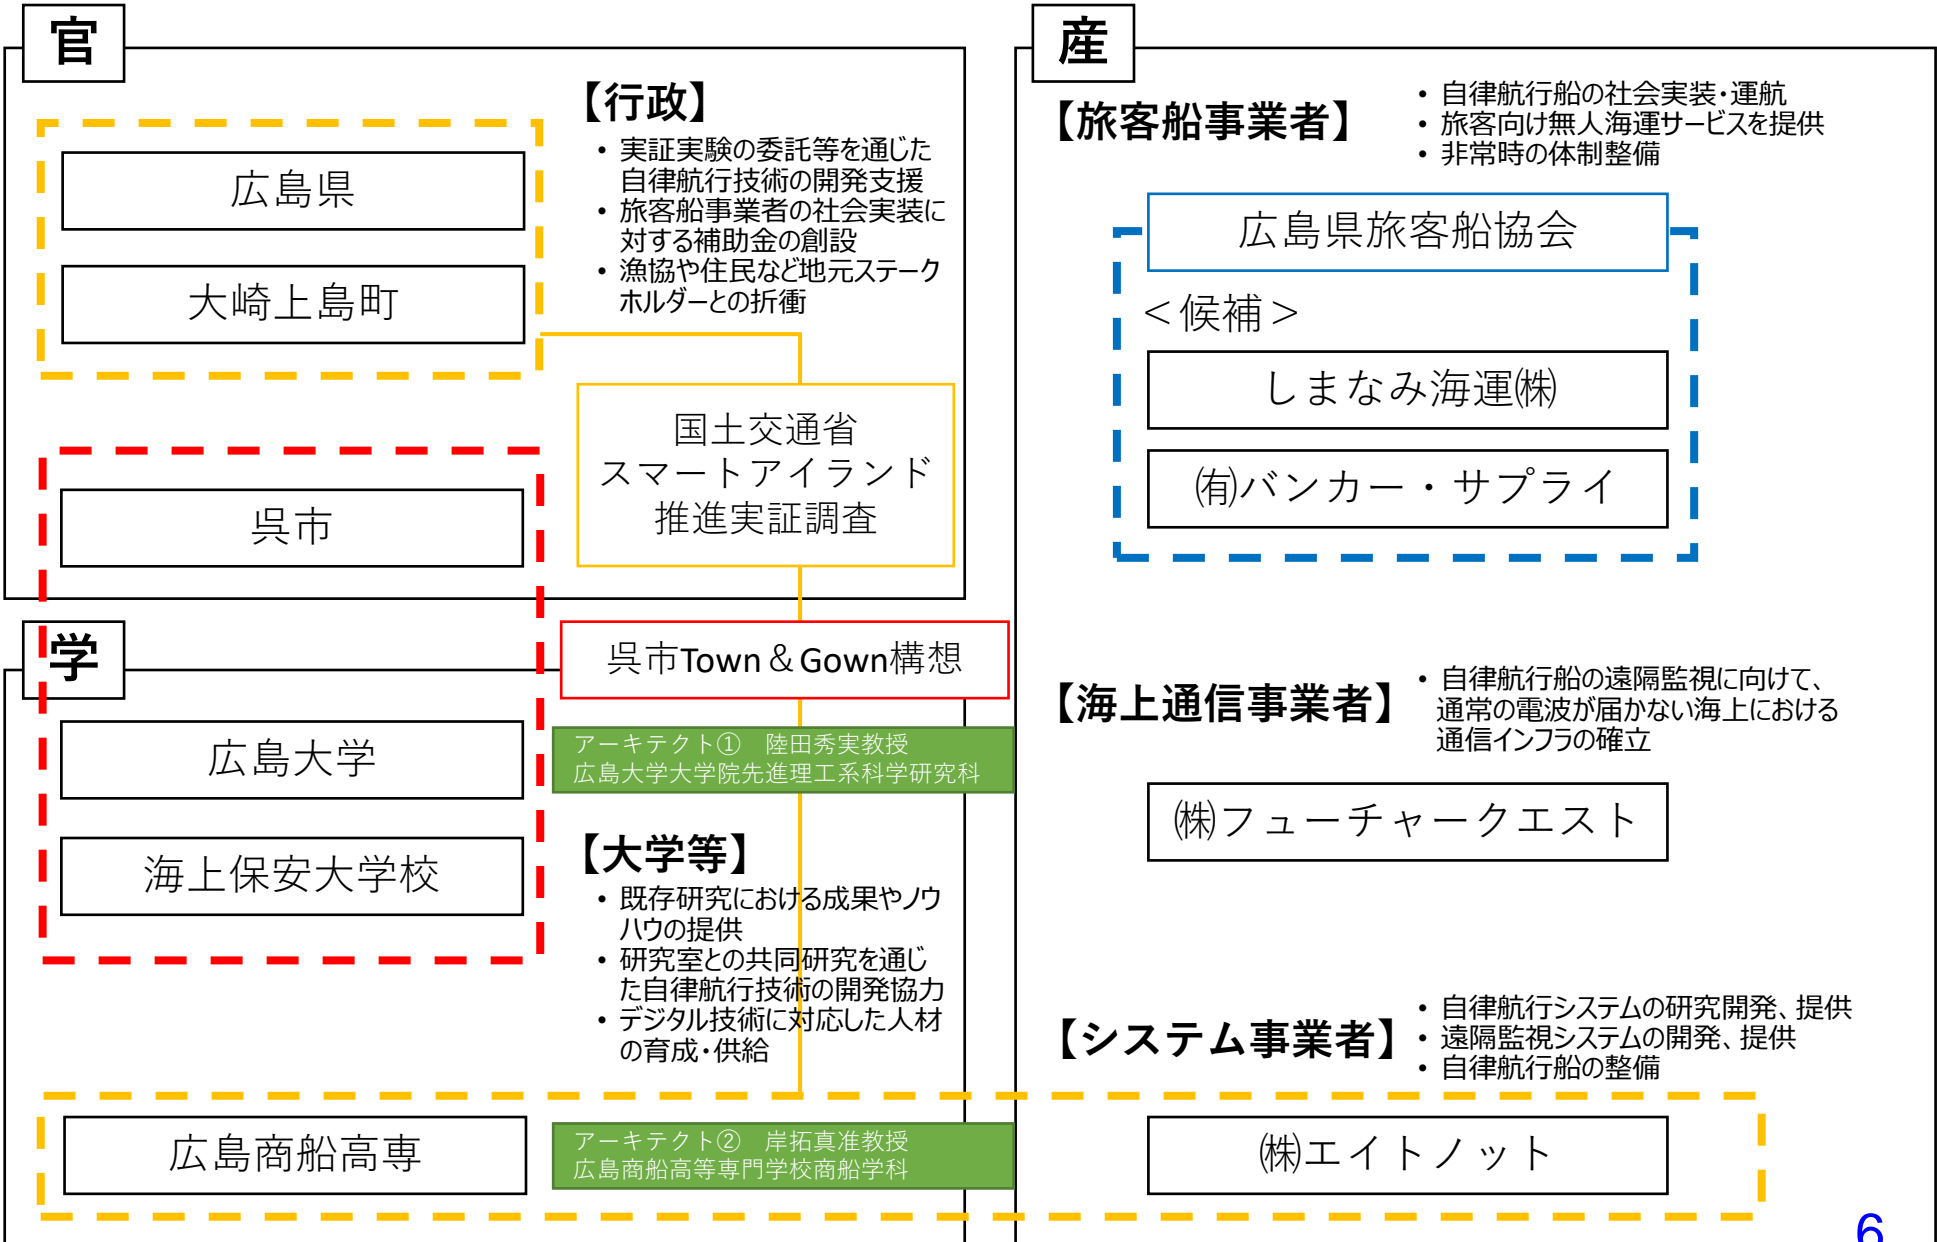 官
【行政】
• 実証実験の委託等を通じた
自律航行技術の開発支援
• 旅客船事業者の社会実装に
対する補助金の創設
• 漁協や住民など地元ステーク
ホルダーとの折衝
広島県
大崎上島町
国土交通省
スマートアイランド
推進実証調査
呉市
学
呉市Town＆Gown構想
広島大学
アーキテクト①　陸田秀実教授
広島大学大学院先進理工系科学研究科
海上保安大学校
【大学等】
• 既存研究における成果やノウ
ハウの提供
• 研究室との共同研究を通じ
た自律航行技術の開発協力
• デジタル技術に対応した人材
の育成・供給
広島商船高専
アーキテクト②　岸拓真准教授
広島商船高等専門学校商船学科
産
【旅客船事業者】
• 自律航行船の社会実装・運航
• 旅客向け無人海運サービスを提供
• 非常時の体制整備
広島県旅客船協会
＜候補＞
しまなみ海運㈱
㈲バンカー・サプライ
【海上通信事業者】
• 自律航行船の遠隔監視に向けて、
通常の電波が届かない海上における
通信インフラの確立
㈱フューチャークエスト
【システム事業者】
• 自律航行システムの研究開発、提供
• 遠隔監視システムの開発、提供
• 自律航行船の整備
㈱エイトノット
6